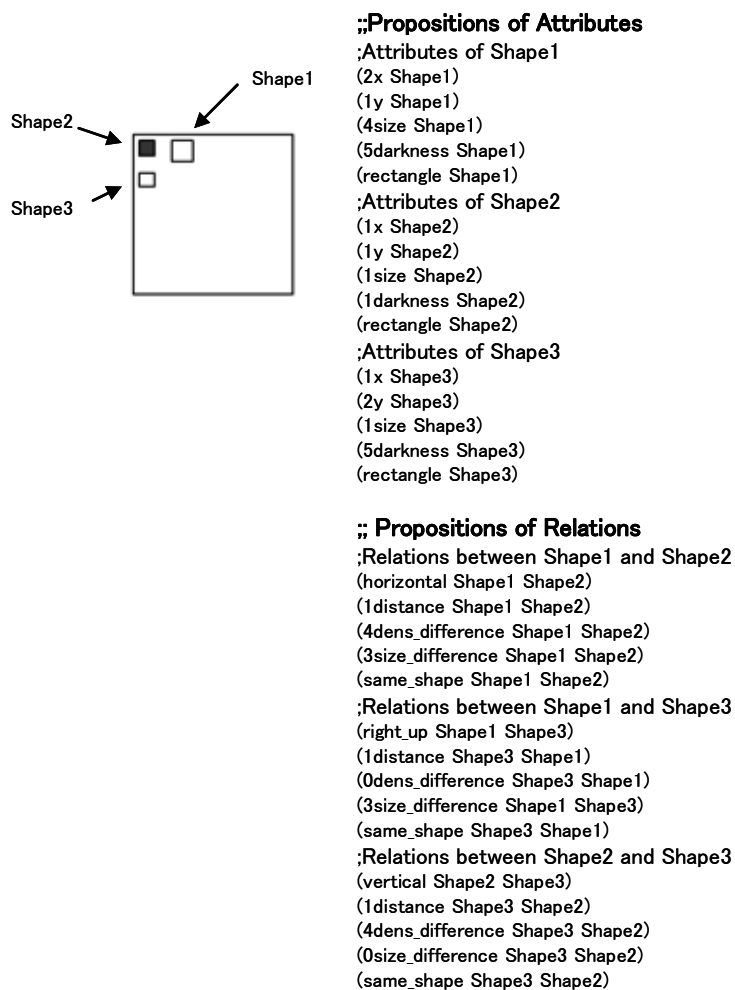 Shape1
Shape2
Shape3
;;Propositions of Attributes
;Attributes of Shape1
(2x Shape1)
(1y Shape1)
(4size Shape1)
(5darkness Shape1)
(rectangle Shape1)
;Attributes of Shape2
(1x Shape2)
(1y Shape2)
(1size Shape2)
(1darkness Shape2)
(rectangle Shape2)
;Attributes of Shape3
(1x Shape3)
(2y Shape3)
(1size Shape3)
(5darkness Shape3)
(rectangle Shape3)
;; Propositions of Relations
;Relations between Shape1 and Shape2
(horizontal Shape1 Shape2)
(1distance Shape1 Shape2)
(4dens_difference Shape1 Shape2)
(3size_difference Shape1 Shape2)
(same_shape Shape1 Shape2)
;Relations between Shape1 and Shape3
(right_up Shape1 Shape3)
(1distance Shape3 Shape1)
(0dens_difference Shape3 Shape1)
(3size_difference Shape1 Shape3)
(same_shape Shape3 Shape1)
;Relations between Shape2 and Shape3
(vertical Shape2 Shape3)
(1distance Shape3 Shape2)
(4dens_difference Shape3 Shape2)
(0size_difference Shape3 Shape2)
(same_shape Shape3 Shape2)